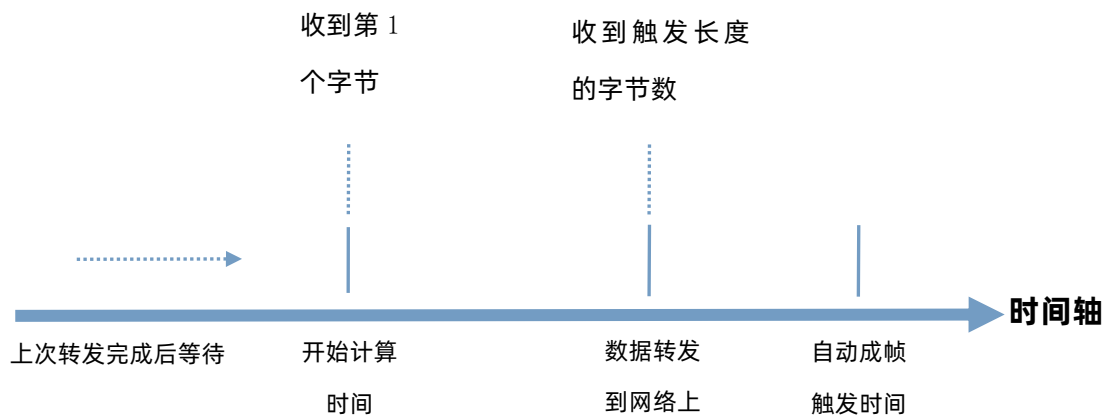 收到第 1
个字节
收到触发长度
的字节数
时间轴
上次转发完成后等待
开始计算
时间
数据转发
到网络上
自动成帧
触发时间